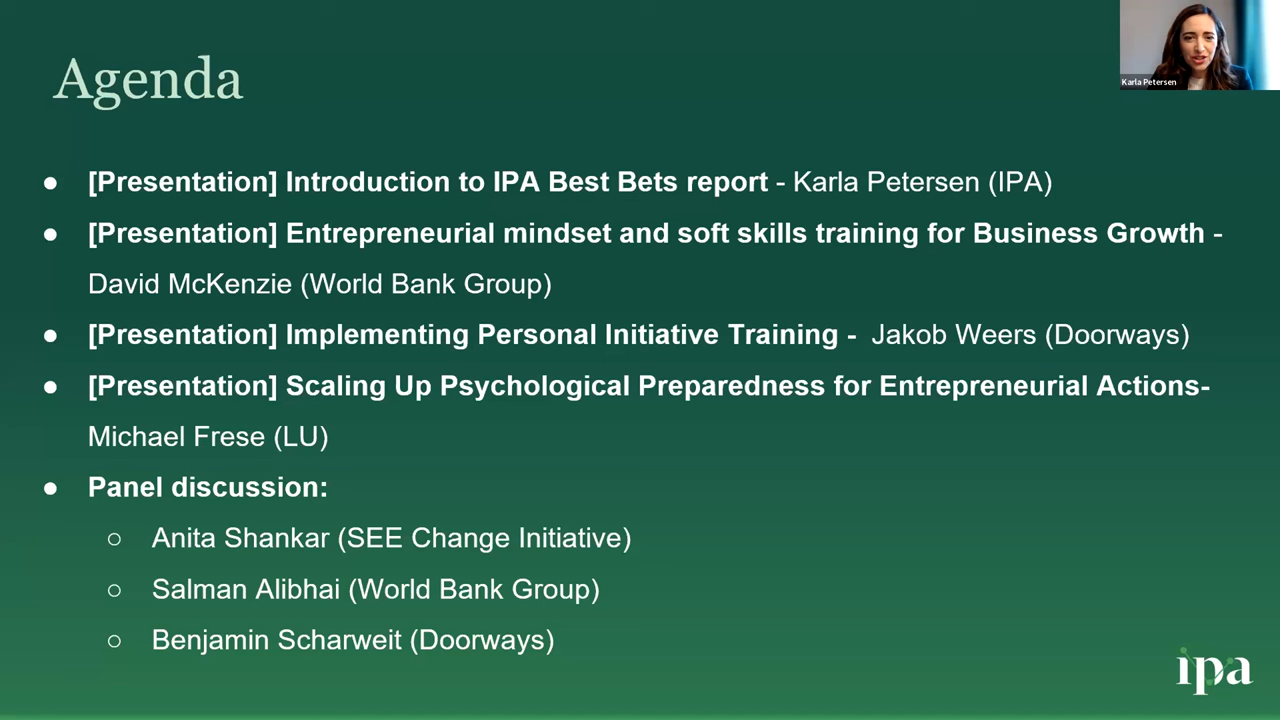 Agenda
Karla Petersen
● [Presentation] Introduction to IPA Best Bets report - Karla Petersen (IPA)
● [Presentation] Entrepreneurial mindset and soft skills training for Business Growth -
David McKenzie (World Bank Group)
● [Presentation] Implementing Personal Initiative Training - Jakob Weers (Doorways)
● [Presentation] Scaling Up Psychological Preparedness for Entrepreneurial Actions-
Michael Frese (LU)
● Panel discussion:
○ Anita Shankar (SEE Change Initiative)
○ Salman Alibhai (World Bank Group)
○ Benjamin Scharweit (Doorways)
ipa